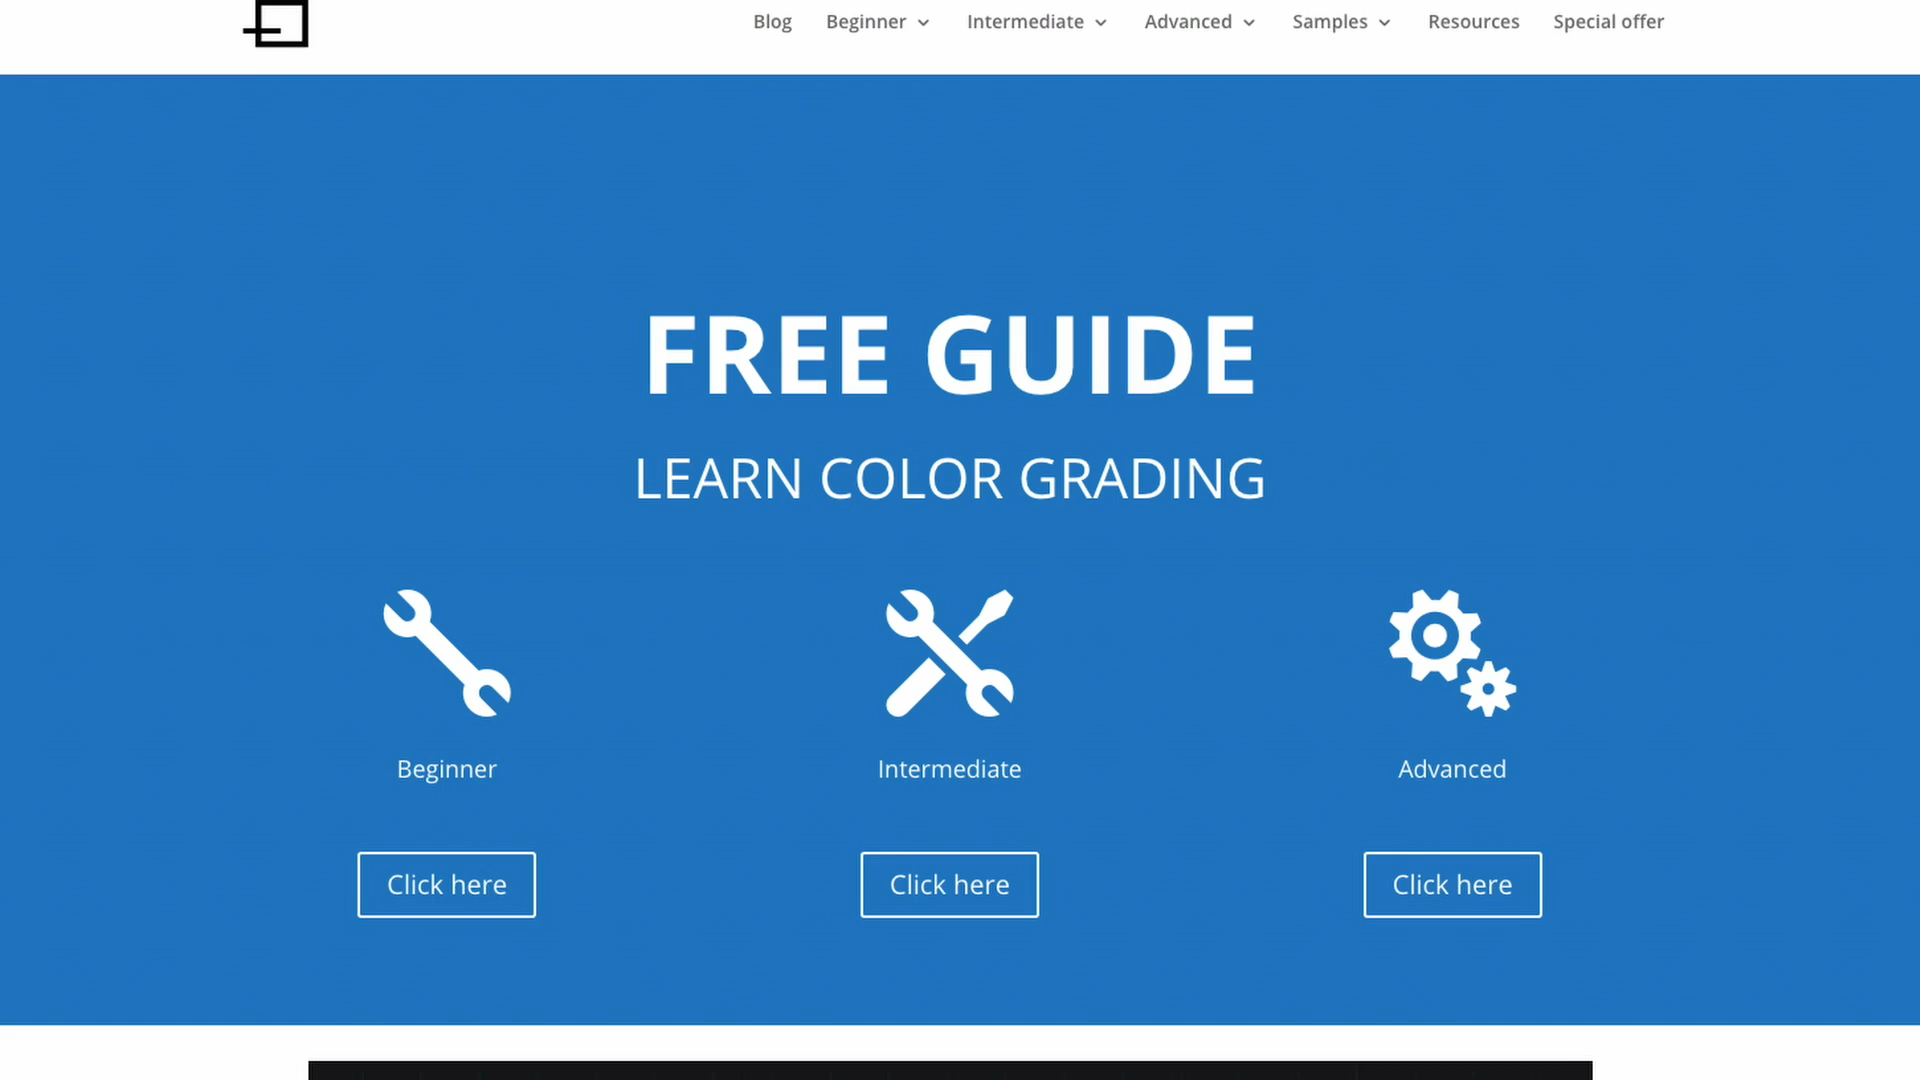 Blog Beginner Intermediate Advanced Samples Resources Special offer
FREE GUIDE
LEARN COLOR GRADING
Beginner Intermediate Advanced
Click here Click here Click here